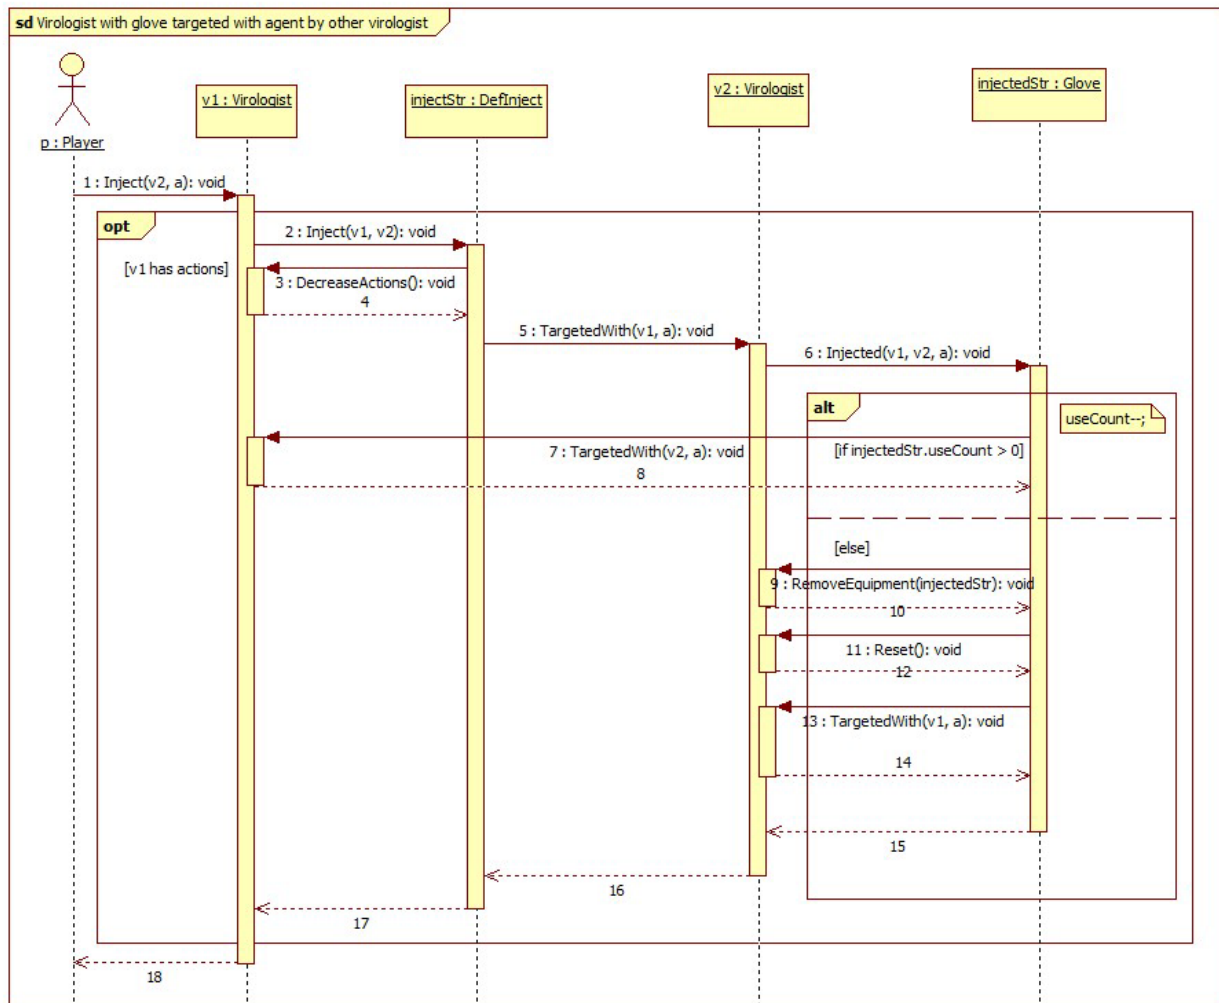 sd Virologist with glove targeted with agent by other virologist
p : Player
v1 : Virologist
injectStr : DefInject
v2 : Virologist
injectedStr : Glove
1 : Inject(v2, a): void
opt
[v1 has actions]
2 : Inject(v1, v2): void
3 : DecreaseActions(): void
4
5 : TargetedWith(v1, a): void
6 : Injected(v1, v2, a): void
alt
useCount--;
[if injectedStr.useCount > 0]
7 : TargetedWith(v2, a): void
8
[else]
9 : RemoveEquipment(injectedStr): void
10
11 : Reset(): void
12
13 : TargetedWith(v1, a): void
14
15
16
17
18